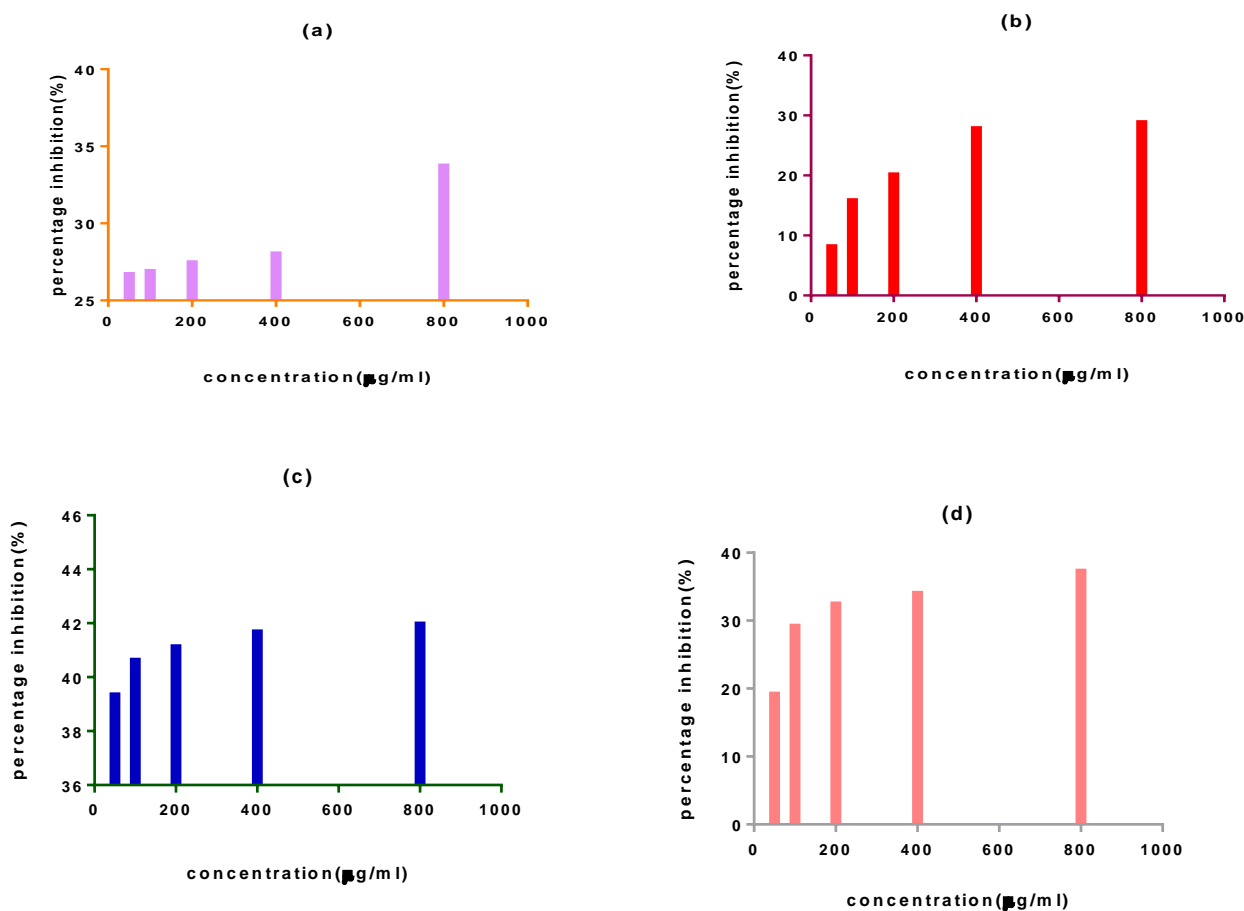 (a)
percentage inhibition(%)
40
35
30
25
0 200 400 600 800 1000
concentration(μg/ml)
(b)
percentage inhibition(%)
40
30
20
10
0
0 200 400 600 800 1000
concentration(μg/ml)
(c)
percentage inhibition(%)
46
44
42
40
38
36
0 200 400 600 800 1000
concentration(μg/ml)
(d)
percentage inhibition(%)
40
30
20
10
0
0 200 400 600 800 1000
concentration(μg/ml)